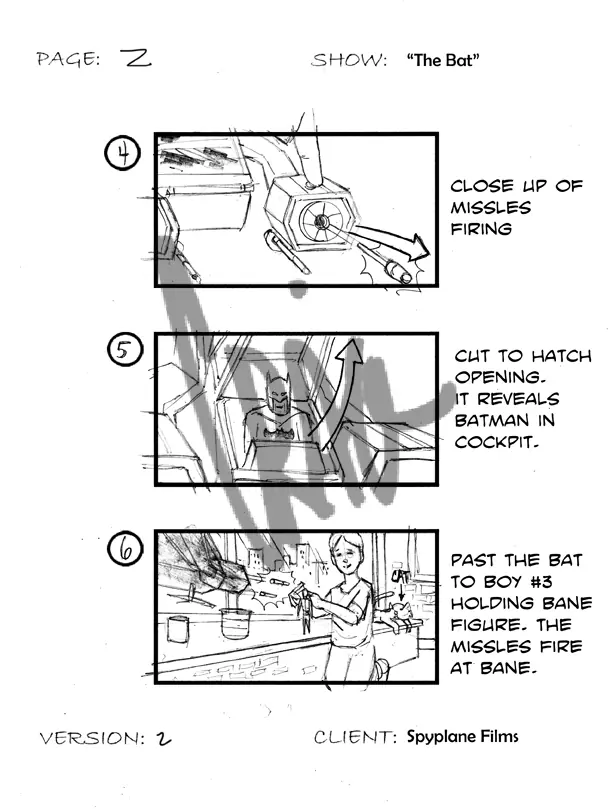 PAGE: 2
SHOW: “The Bat”
4
CLOSE UP OF
MISSLES
FIRING
5
CUT TO HATCH
OPENING.
IT REVEALS
BATMAN IN
COCKPIT.
6
CAT
PAST THE BAT
TO BOY #3
HOLDING BANE
FIGURE. THE
MISSLES FIRE
AT BANE.
VERSION: 2
CLIENT: Spyplane Films